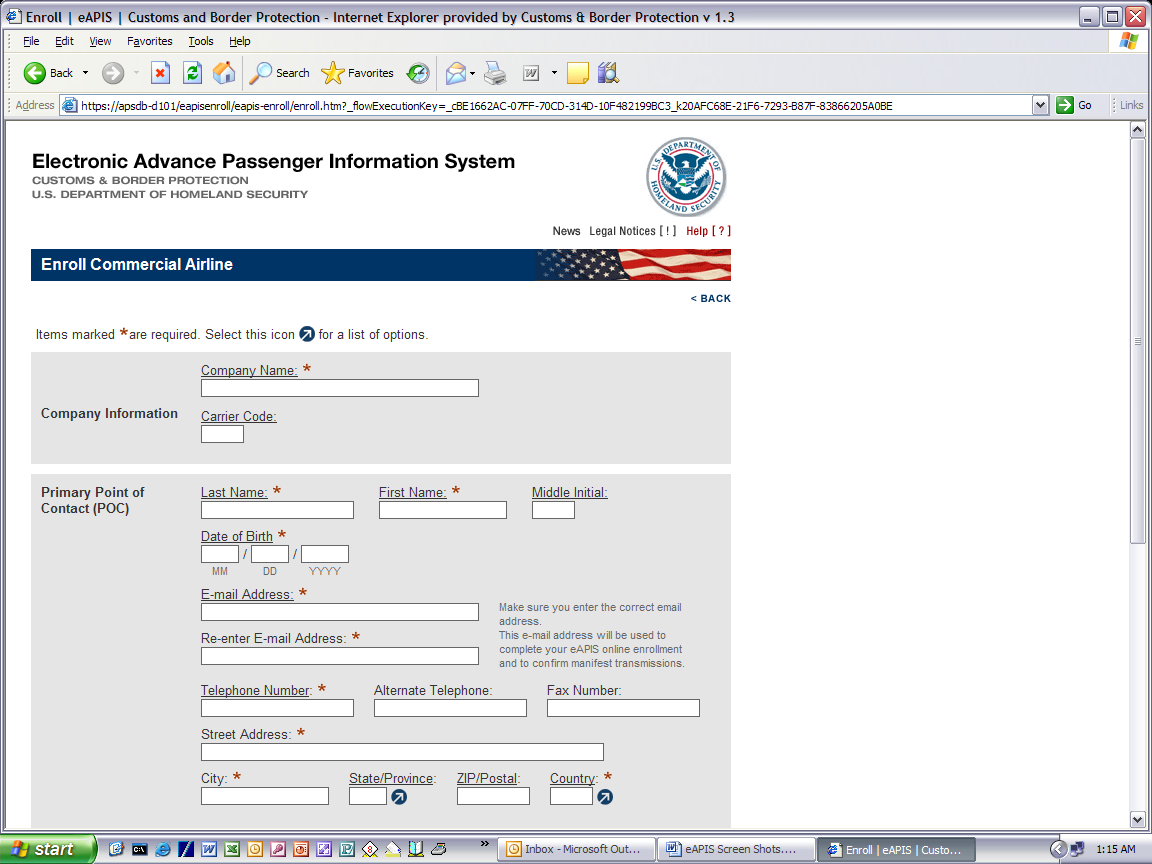 Enroll | eAPIS | Customs and Border Protection - Internet Explorer provided by Customs & Border Protection v 1.3
File Edit View Favorites Tools Help
Back Search Favorites
Address https://apsdb-d101/eapisenroll/eapis-enroll/enroll.htm?_flowExecutionKey=_cBE1662AC-07FF-70CD-314D-10F482199BC3_k20AFC68E-21F6-7293-B87F-83866205A0BE Go Links
Electronic Advance Passenger Information System
CUSTOMS & BORDER PROTECTION
U.S. DEPARTMENT OF HOMELAND SECURITY
U.S. DEPARTMENT OF HOMELAND SECURITY
News Legal Notices [ ! ] Help [ ? ]
Enroll Commercial Airline
< BACK
Items marked *are required. Select this icon for a list of options.
Company Name: *
Company Information
Carrier Code:
Primary Point of Contact (POC)
Last Name: * First Name: * Middle Initial:
Date of Birth *
/ /
MM DD YYYY
E-mail Address: *
Make sure you enter the correct email
address.
This e-mail address will be used to
complete your eAPIS online enrollment
and to confirm manifest transmissions.
Re-enter E-mail Address: *
Telephone Number: * Alternate Telephone: Fax Number:
Street Address: *
City: * State/Province: ZIP/Postal: Country: *
start Inbox - Microsoft Out... eAPIS Screen Shots.... Enroll | eAPIS | Custo... 1:15 AM